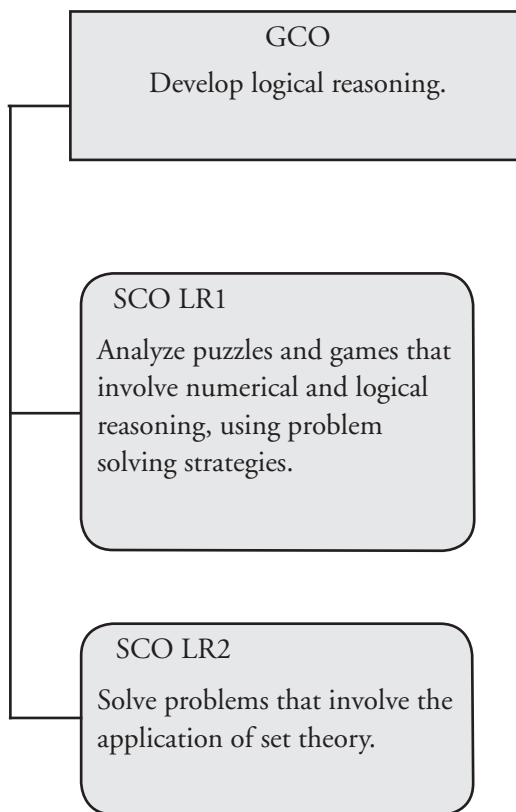 GCO
Develop logical reasoning.
SCO LR1
Analyze puzzles and games that
involve numerical and logical
reasoning, using problem
solving strategies.
SCO LR2
Solve problems that involve the
application of set theory.